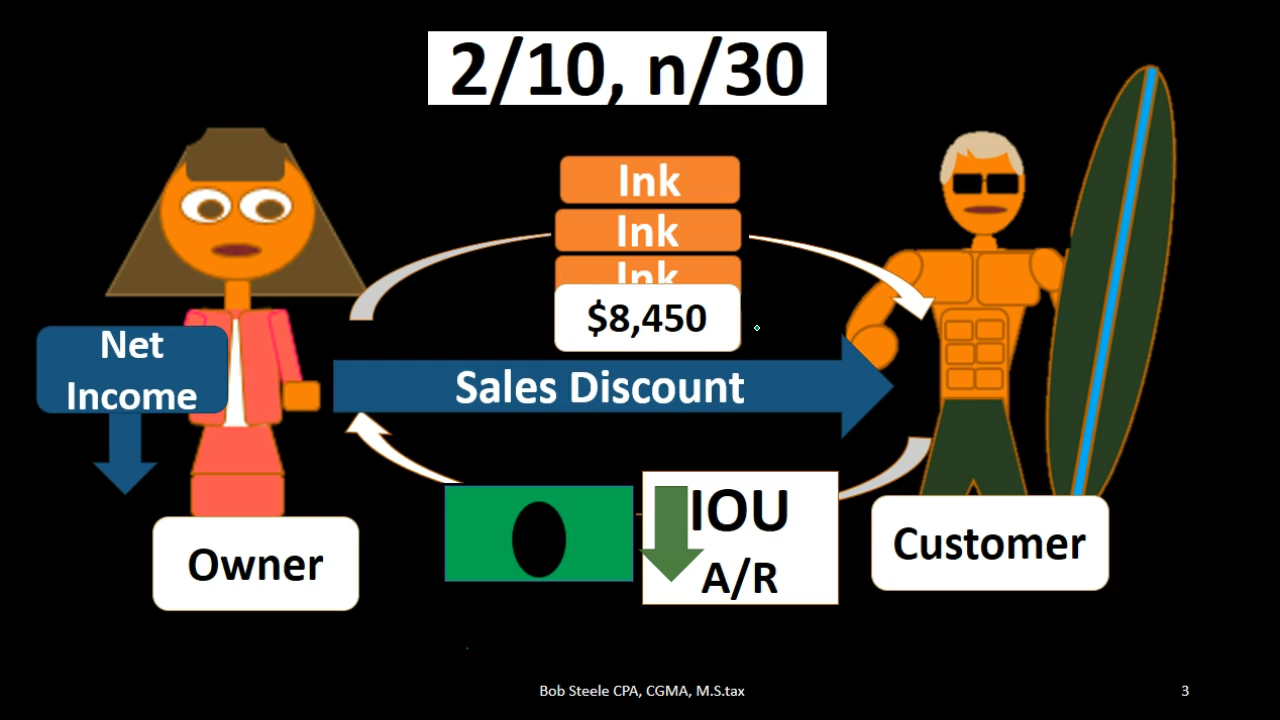 2/10, n/30
Ink
Ink
Ink
$8,450
Net
Income
Sales Discount
IOU
A/R
Owner
Customer
Bob Steele CPA, CGMA, M.S.tax
3